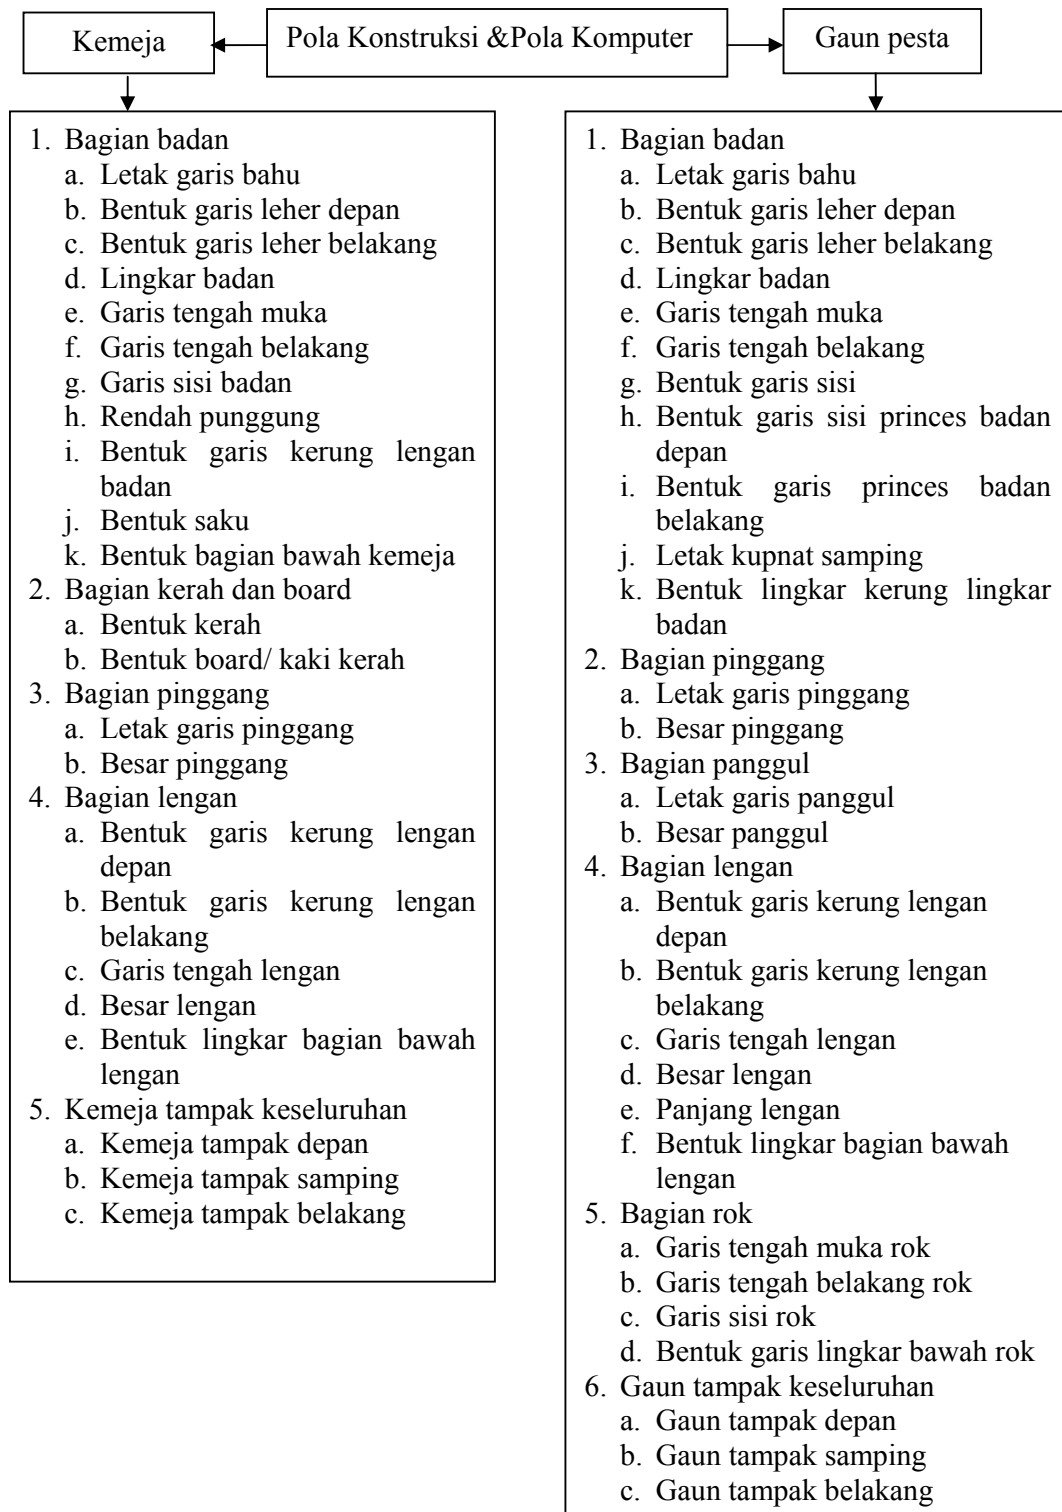 Kemeja
Pola Konstruksi &Pola Komputer
Gaun pesta
1. Bagian badan
a. Letak garis bahu
b. Bentuk garis leher depan
c. Bentuk garis leher belakang
d. Lingkar badan
e. Garis tengah muka
f. Garis tengah belakang
g. Garis sisi badan
h. Rendah punggung
i. Bentuk garis kerung lengan
badan
j. Bentuk saku
k. Bentuk bagian bawah kemeja
2. Bagian kerah dan board
a. Bentuk kerah
b. Bentuk board/ kaki kerah
3. Bagian pinggang
a. Letak garis pinggang
b. Besar pinggang
4. Bagian lengan
a. Bentuk garis kerung lengan
depan
b. Bentuk garis kerung lengan
belakang
c. Garis tengah lengan
d. Besar lengan
e. Bentuk lingkar bagian bawah
lengan
5. Kemeja tampak keseluruhan
a. Kemeja tampak depan
b. Kemeja tampak samping
c. Kemeja tampak belakang
1. Bagian badan
a. Letak garis bahu
b. Bentuk garis leher depan
c. Bentuk garis leher belakang
d. Lingkar badan
e. Garis tengah muka
f. Garis tengah belakang
g. Bentuk garis sisi
h. Bentuk garis sisi princes badan
depan
i. Bentuk garis princes badan
belakang
j. Letak kupnat samping
k. Bentuk lingkar kerung lingkar
badan
2. Bagian pinggang
a. Letak garis pinggang
b. Besar pinggang
3. Bagian panggul
a. Letak garis panggul
b. Besar panggul
4. Bagian lengan
a. Bentuk garis kerung lengan
depan
b. Bentuk garis kerung lengan
belakang
c. Garis tengah lengan
d. Besar lengan
e. Panjang lengan
f. Bentuk lingkar bagian bawah
lengan
5. Bagian rok
a. Garis tengah muka rok
b. Garis tengah belakang rok
c. Garis sisi rok
d. Bentuk garis lingkar bawah rok
6. Gaun tampak keseluruhan
a. Gaun tampak depan
b. Gaun tampak samping
c. Gaun tampak belakang